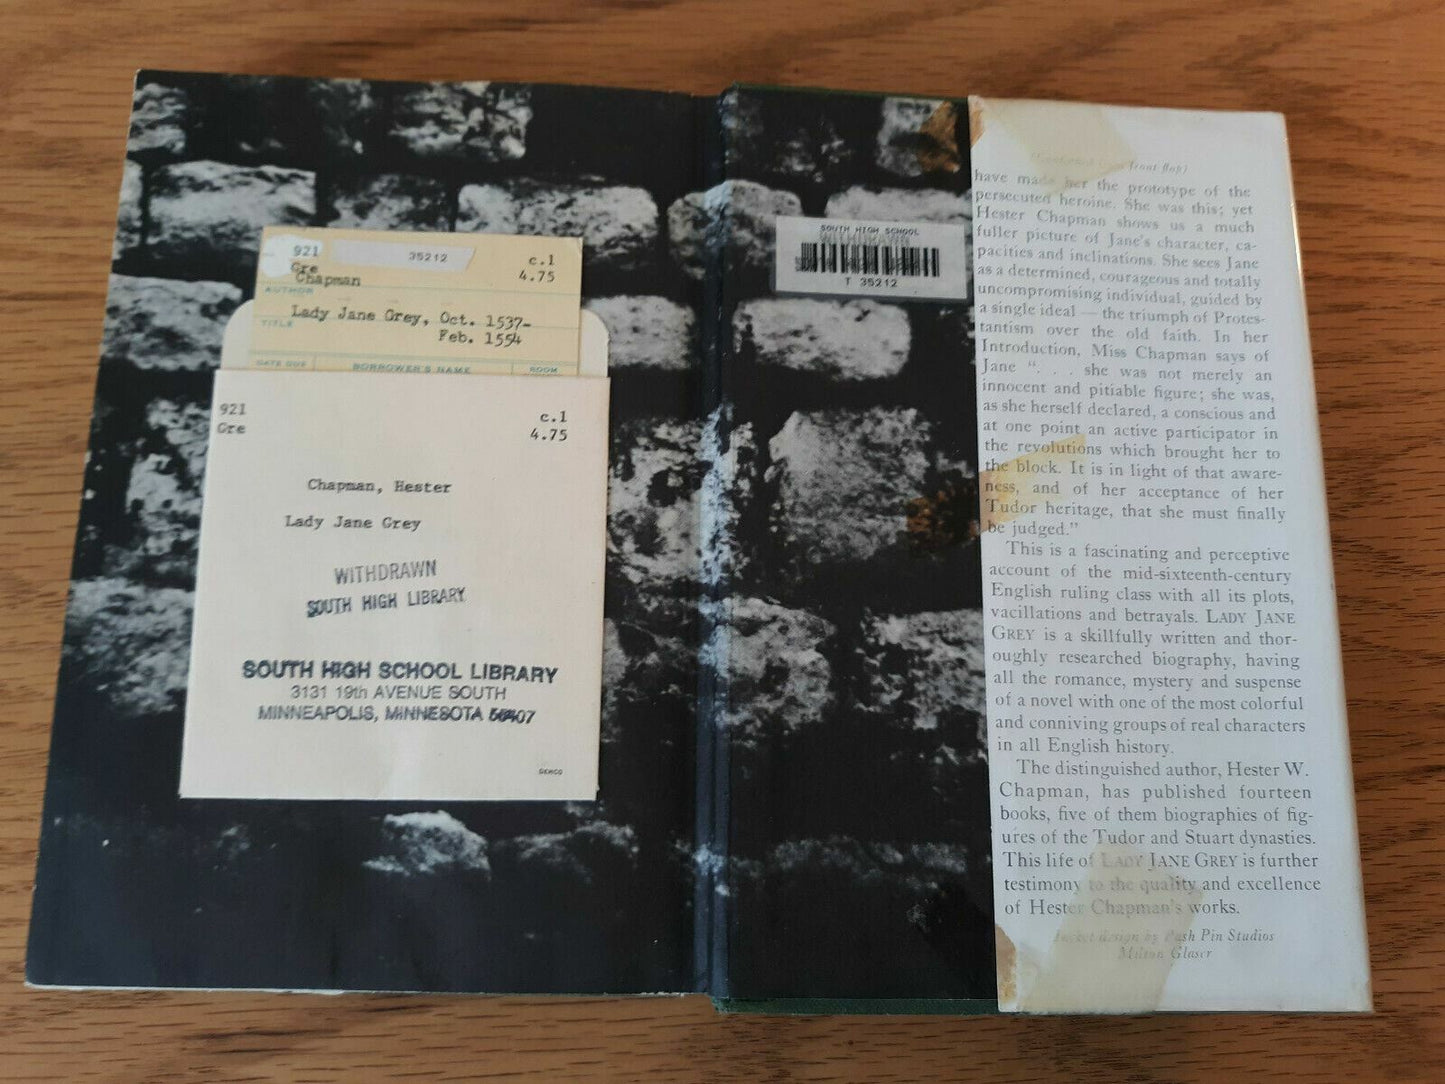 921
Gre
35212
c.1
4.75
Chapman
AUTHOR
Lady Jane Grey, Oct. 1537-
TITLE
Feb. 1554
DATE DUE
BORROWER'S NAME
ROOM
921
Gre
c.1
4.75
Chapman, Hester
Lady Jane Grey
WITHDRAWN
SOUTH HIGH LIBRARY
SOUTH HIGH SCHOOL LIBRARY
3131 19th AVENUE SOUTH
MINNEAPOLIS, MINNESOTA 55407
DEMCO
SOUTH HIGH SCHOOL
WITHDRAWN
T 35212
(Continued from front flap)
have made her the prototype of the
persecuted heroine. She was this; yet
Hester Chapman shows us a much
fuller picture of Jane's character, ca-
pacities and inclinations. She sees Jane
as a determined, courageous and totally
uncompromising individual, guided by
a single ideal — the triumph of Protes-
tantism over the old faith. In her
Introduction, Miss Chapman says of
Jane ". . . she was not merely an
innocent and pitiable figure; she was,
as she herself declared, a conscious and
at one point an active participator in
the revolutions which brought her to
the block. It is in light of that aware-
ness, and of her acceptance of her
Tudor heritage, that she must finally
be judged."
This is a fascinating and perceptive
account of the mid-sixteenth-century
English ruling class with all its plots,
vacillations and betrayals. LADY JANE
GREY is a skillfully written and thor-
oughly researched biography, having
all the romance, mystery and suspense
of a novel with one of the most colorful
and conniving groups of real characters
in all English history.
The distinguished author, Hester W.
Chapman, has published fourteen
books, five of them biographies of fig-
ures of the Tudor and Stuart dynasties.
This life of LADY JANE GREY is further
testimony to the quality and excellence
of Hester Chapman's works.
Jacket design by Push Pin Studios
Milton Glaser